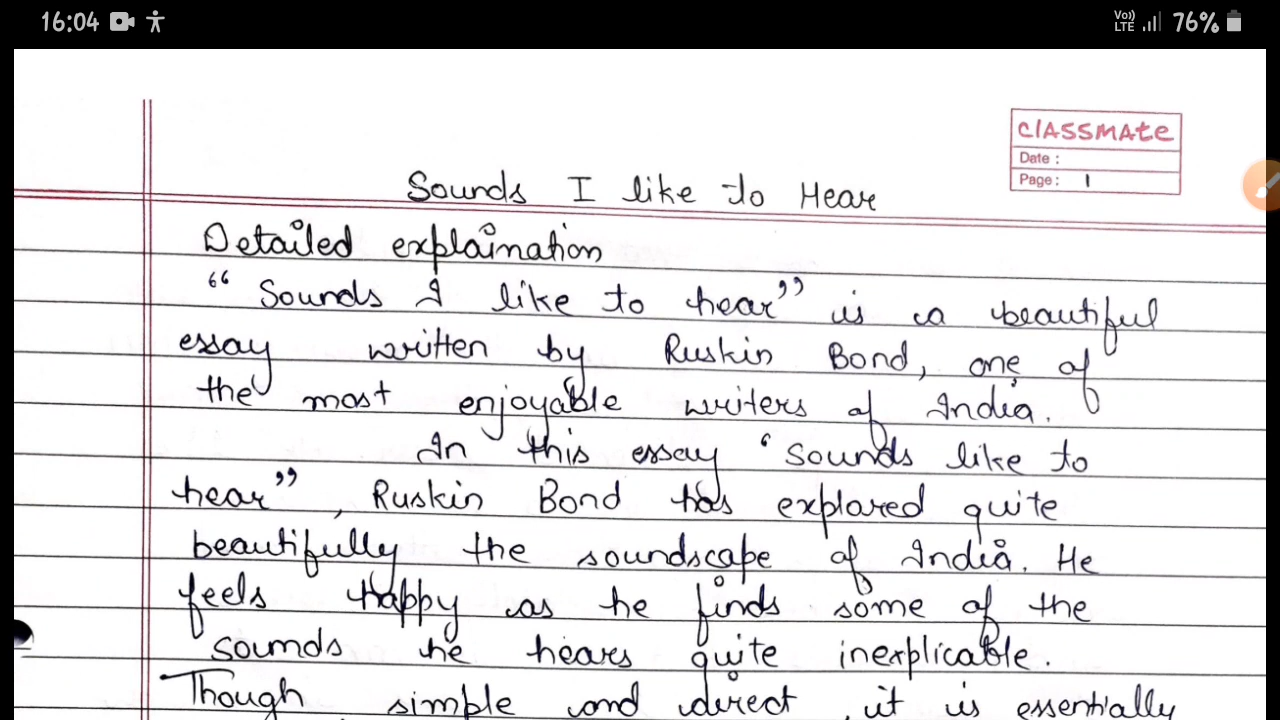 16:04 Vo)) LTE 76%
classmate
Date :
Page : 1
Sounds I like to Hear
Detailed explaination
"Sounds I like to hear" is a beautiful
essay written by Ruskin Bond, one of
the most enjoyable writers of India.
In this essay 'Sounds like to
hear", Ruskin Bond has explored quite
beautifully the soundscape of India. He
feels happy as he finds some of the
sounds he hears quite inexplicable.
Though simple and direct, it is essentially